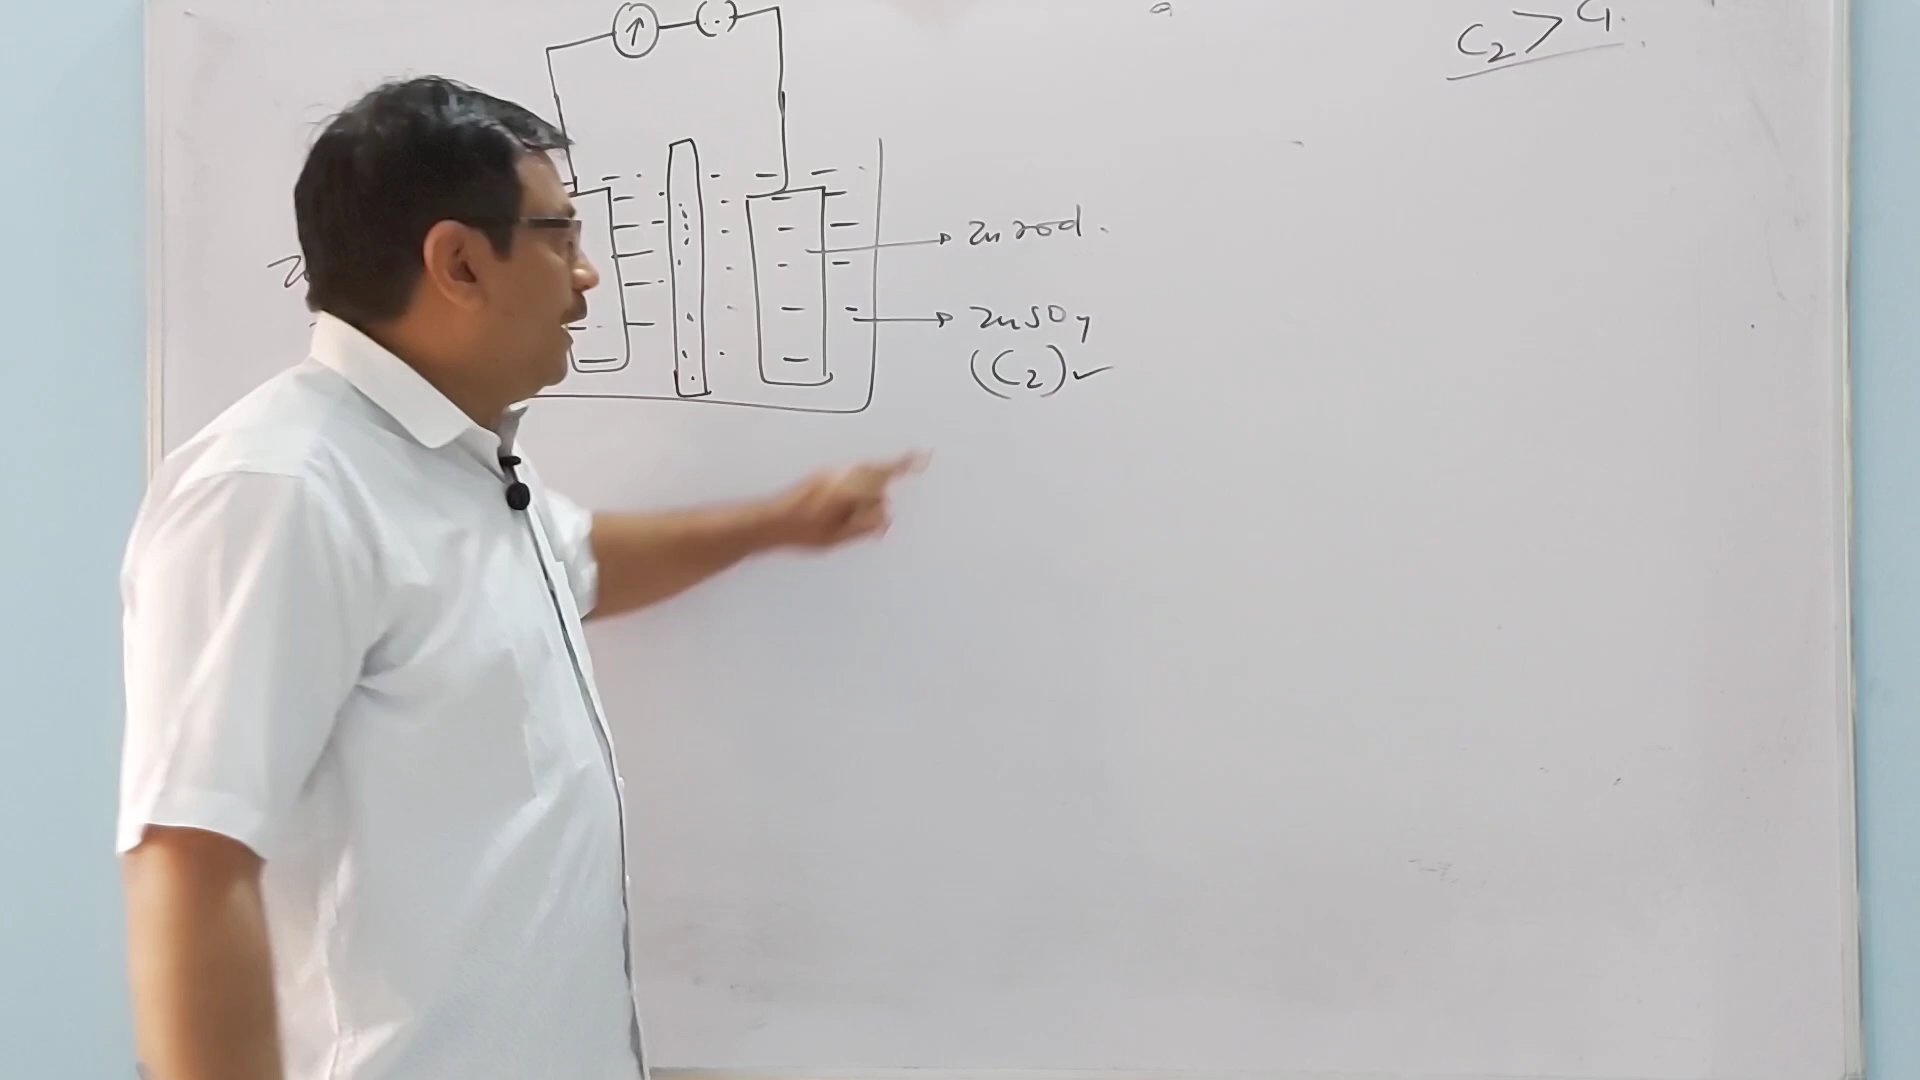 C₂ > C₁.
Zn rod.
ZnSO₄
(C₂) ✓